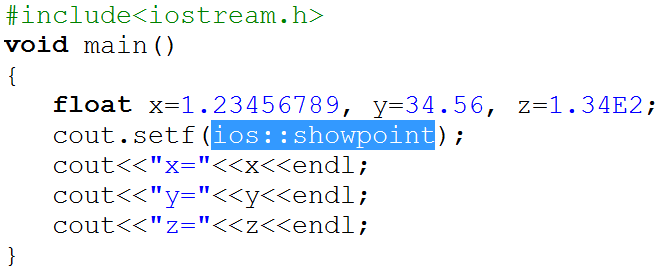 #include<iostream.h>
void main()
{
   float x=1.23456789, y=34.56, z=1.34E2;
   cout.setf(ios::showpoint);
   cout<<"x="<<x<<endl;
   cout<<"y="<<y<<endl;
   cout<<"z="<<z<<endl;
}